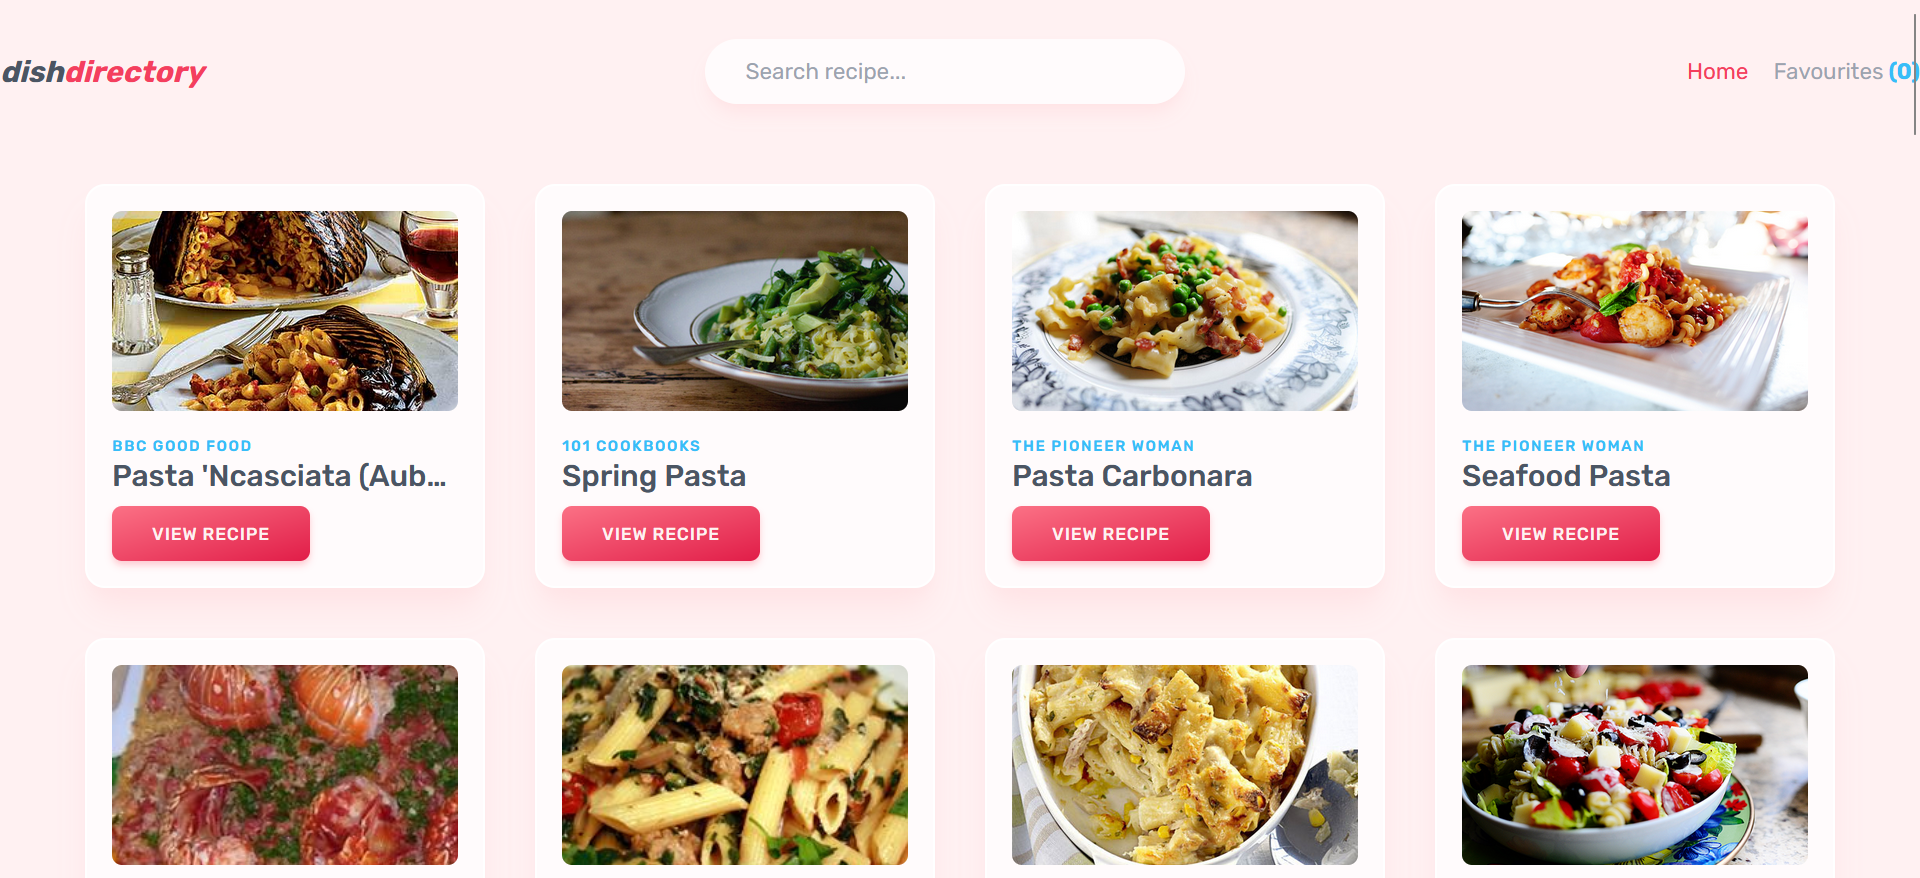 dishdirectory
Search recipe...
Home
Favourites (0)
BBC GOOD FOOD
Pasta 'Ncasciata (Aub...
VIEW RECIPE
101 COOKBOOKS
Spring Pasta
VIEW RECIPE
THE PIONEER WOMAN
Pasta Carbonara
VIEW RECIPE
THE PIONEER WOMAN
Seafood Pasta
VIEW RECIPE